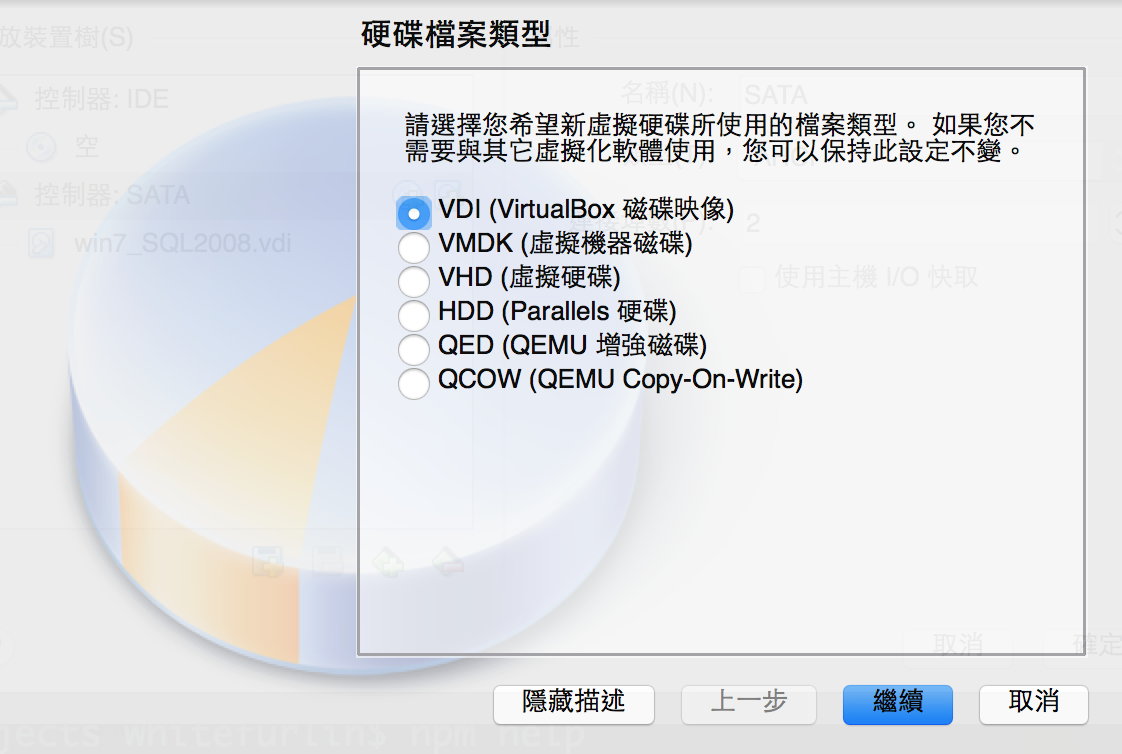 硬碟檔案類型
放裝置樹(S)
性
控制器: IDE
空
控制器: SATA
win7_SQL2008.vdi
名稱(N):
SATA
2
使用主機 I/O 快取
請選擇您希望新虛擬硬碟所使用的檔案類型。 如果您不
需要與其它虛擬化軟體使用，您可以保持此設定不變。
VDI (VirtualBox 磁碟映像)
VMDK (虛擬機器磁碟)
VHD (虛擬硬碟)
HDD (Parallels 硬碟)
QED (QEMU 增強磁碟)
QCOW (QEMU Copy-On-Write)
取消
確定
隱藏描述
上一步
繼續
取消
jects whiterurtin$ npm help